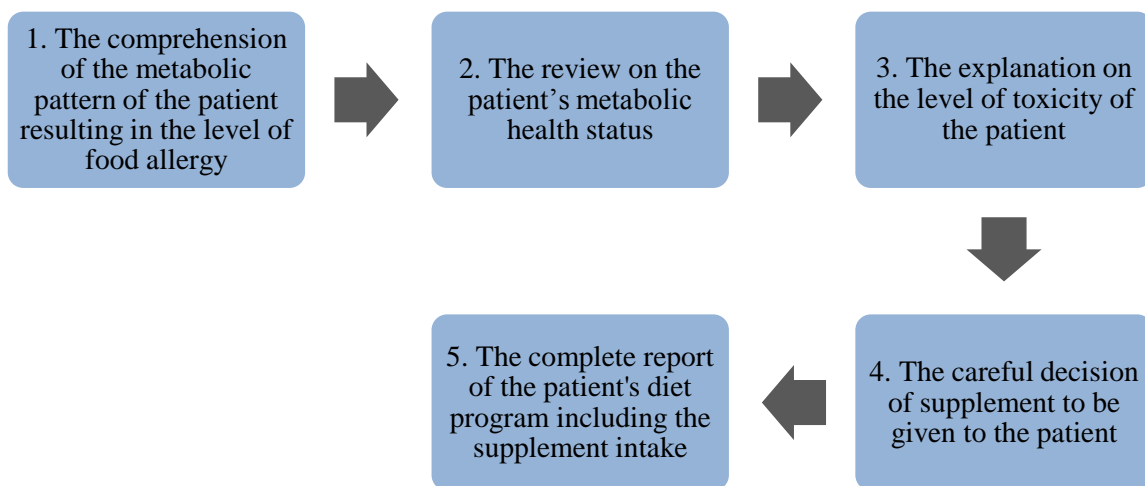 1. The comprehension
of the metabolic
pattern of the patient
resulting in the level of
food allergy
2. The review on the
patient’s metabolic
health status
3. The explanation on
the level of toxicity of
the patient
4. The careful decision
of supplement to be
given to the patient
5. The complete report
of the patient's diet
program including the
supplement intake